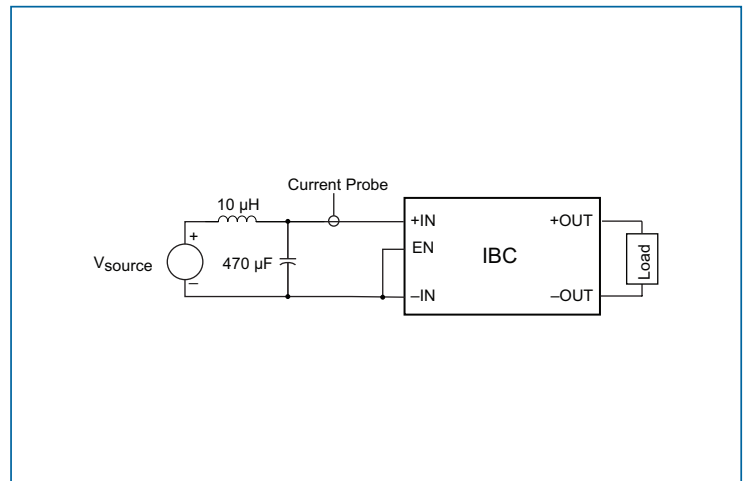 Current Probe
10 µH
+IN
+OUT
EN
IBC
Load
+
Vsource
470 µF
–
–IN
–OUT